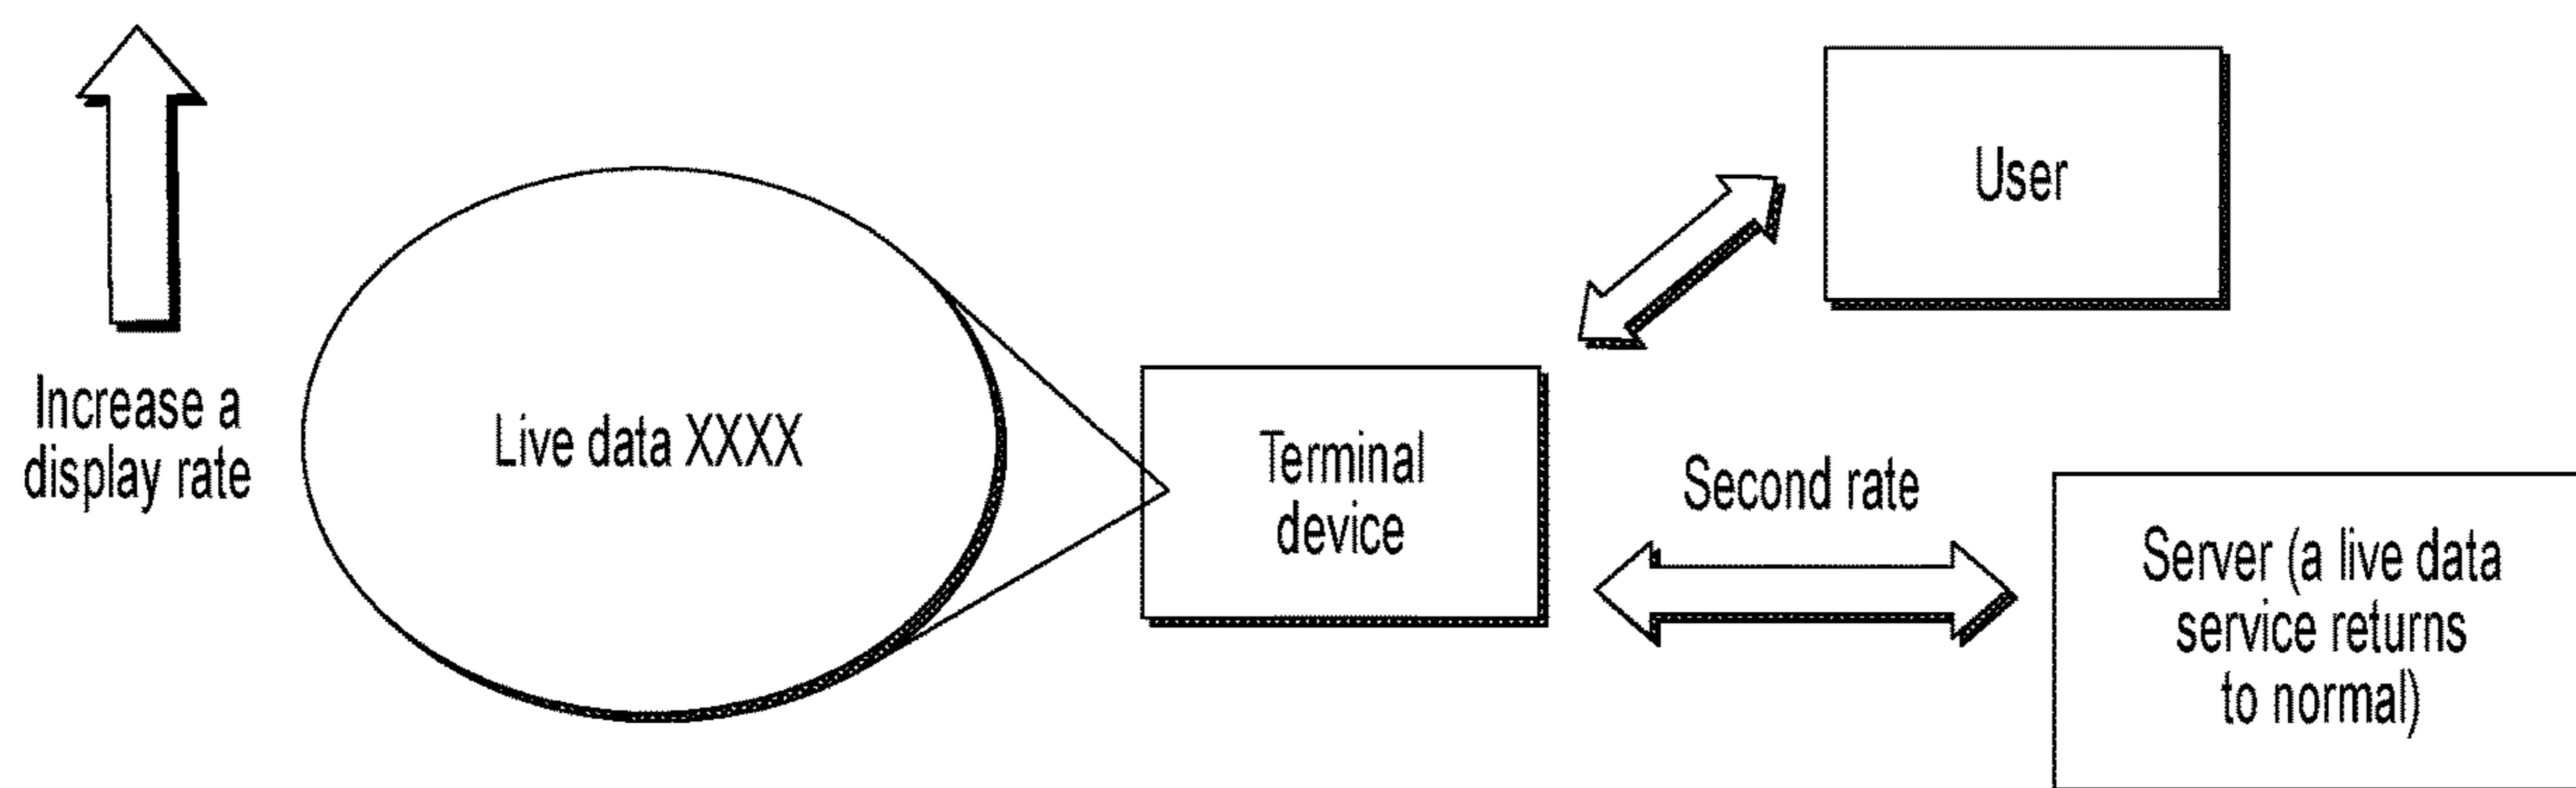 User
Increase a
display rate
Live data XXXX
Terminal
device
Second rate
Server (a live data
service returns
to normal)